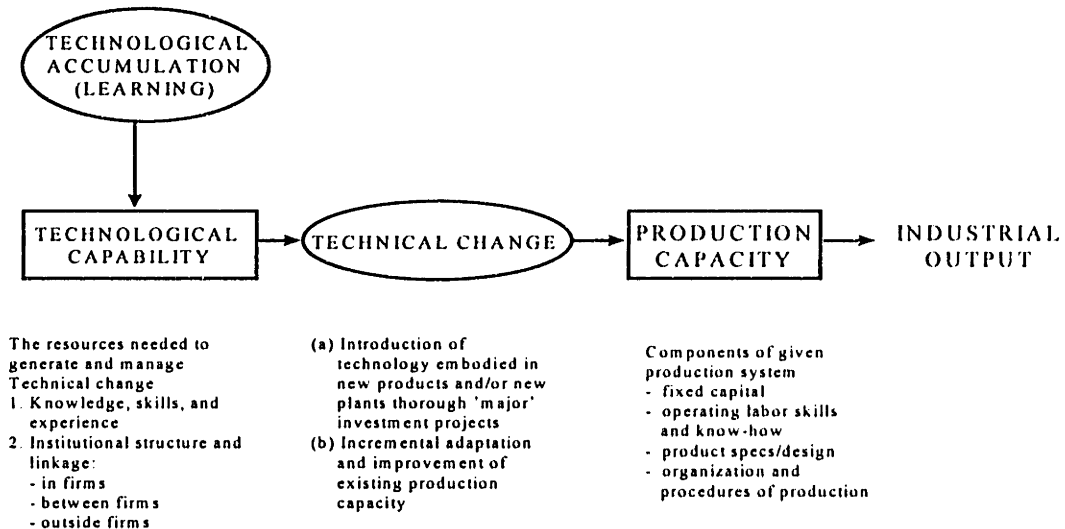 TECHNOLOGICAL
ACCUMULATION
(LEARNING)
TECHNOLOGICAL
CAPABILITY
TECHNICAL CHANGE
PRODUCTION
CAPACITY
INDUSTRIAL
OUTPUT
The resources needed to
generate and manage
Technical change
1. Knowledge, skills, and
experience
2. Institutional structure and
linkage:
- in firms
- between firms
- outside firms
(a) Introduction of
technology embodied in
new products and/or new
plants thorough 'major'
investment projects
(b) Incremental adaptation
and improvement of
existing production
capacity
Components of given
production system
- fixed capital
- operating labor skills
and know-how
- product specs/design
- organization and
procedures of production